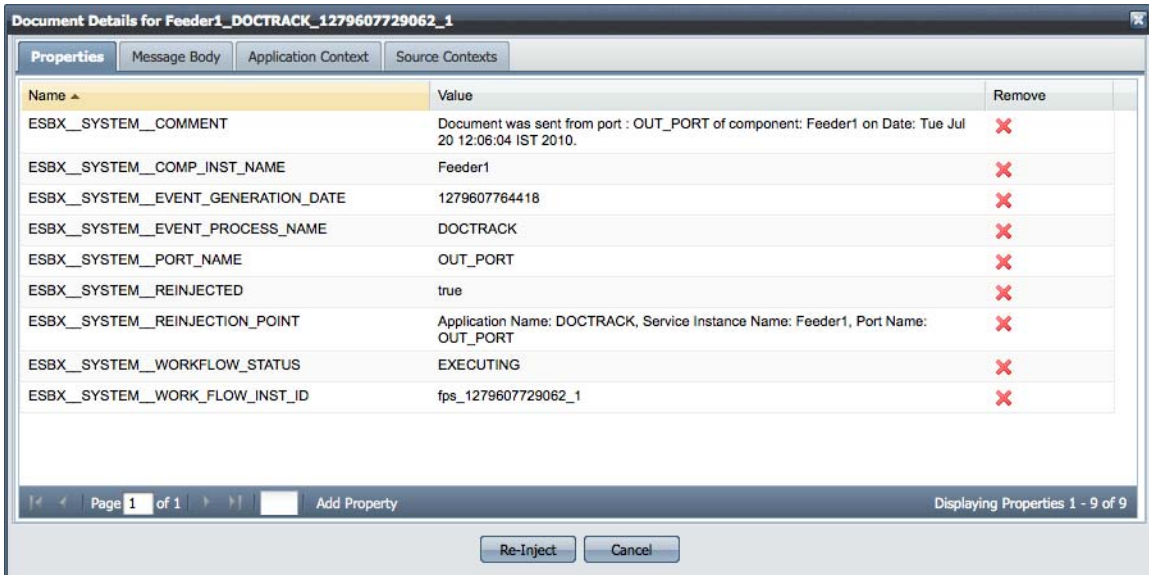 Document Details for Feeder1_DOCTRACK_1279607729062_1
Properties Message Body Application Context Source Contexts
Name Value Remove
ESBX__SYSTEM__COMMENT Document was sent from port : OUT_PORT of component: Feeder1 on Date: Tue Jul
20 12:06:04 IST 2010.
ESBX__SYSTEM__COMP_INST_NAME Feeder1
ESBX__SYSTEM__EVENT_GENERATION_DATE 1279607764418
ESBX__SYSTEM__EVENT_PROCESS_NAME DOCTRACK
ESBX__SYSTEM__PORT_NAME OUT_PORT
ESBX__SYSTEM__REINJECTED true
ESBX__SYSTEM__REINJECTION_POINT Application Name: DOCTRACK, Service Instance Name: Feeder1, Port Name:
OUT_PORT
ESBX__SYSTEM__WORKFLOW_STATUS EXECUTING
ESBX__SYSTEM__WORK_FLOW_INST_ID fps_1279607729062_1
Page 1 of 1 Add Property Displaying Properties 1 - 9 of 9
Re-Inject Cancel